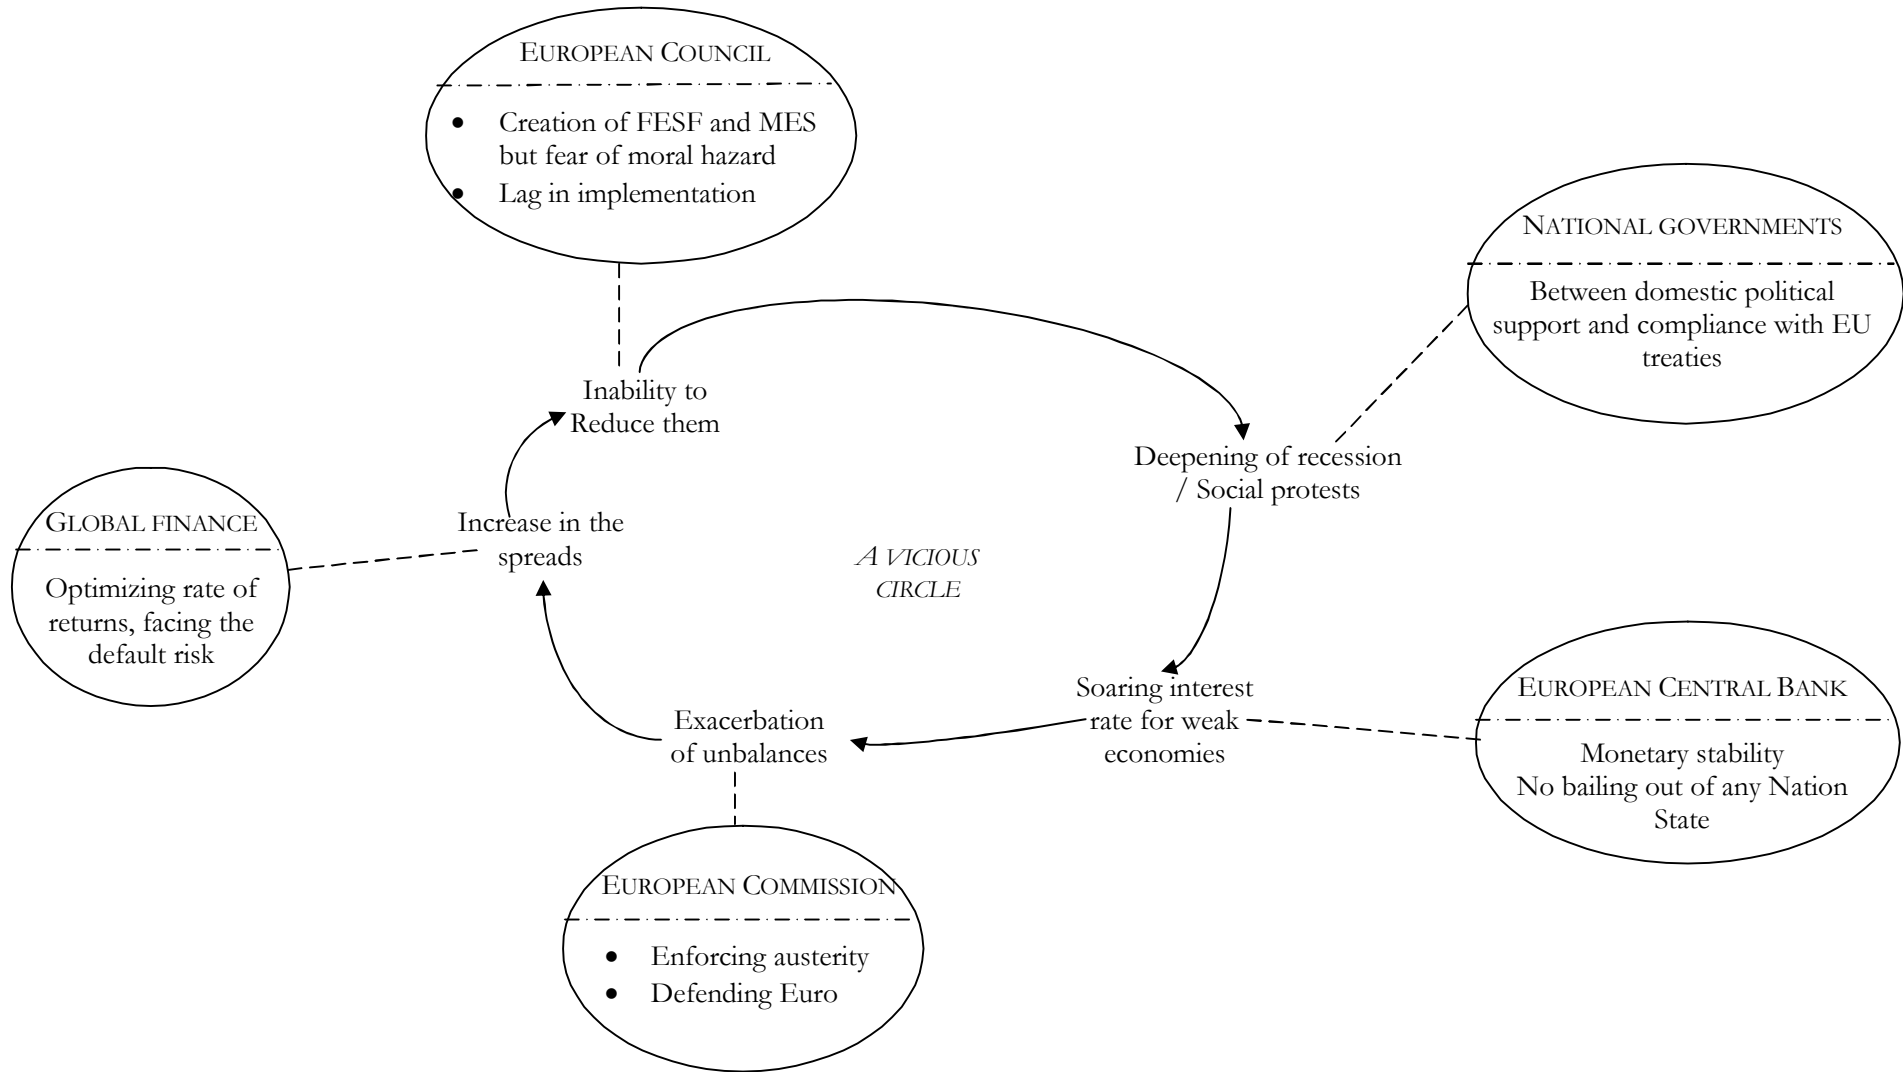 EUROPEAN COUNCIL
• Creation of FESF and MES
but fear of moral hazard
• Lag in implementation
NATIONAL GOVERNMENTS
Between domestic political
support and compliance with EU
treaties
Inability to
Reduce them
Deepening of recession
/ Social protests
GLOBAL FINANCE
Optimizing rate of
returns, facing the
default risk
Increase in the
spreads
A VICIOUS
CIRCLE
Soaring interest
rate for weak
economies
EUROPEAN CENTRAL BANK
Monetary stability
No bailing out of any Nation
State
Exacerbation
of unbalances
EUROPEAN COMMISSION
• Enforcing austerity
• Defending Euro